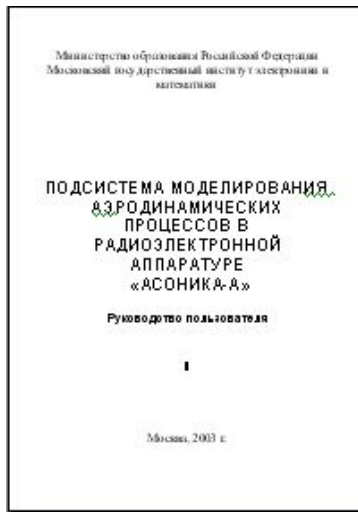 Министерство образования Российской Федерации
Московский государственный институт электроники и
математики
ПОДСИСТЕМА МОДЕЛИРОВАНИЯ
АЭРОДИНАМИЧЕСКИХ
ПРОЦЕССОВ В
РАДИОЭЛЕКТРОННОЙ
АППАРАТУРЕ
«АСОНИКА-А»
Руководство пользователя
Москва, 2003 г.